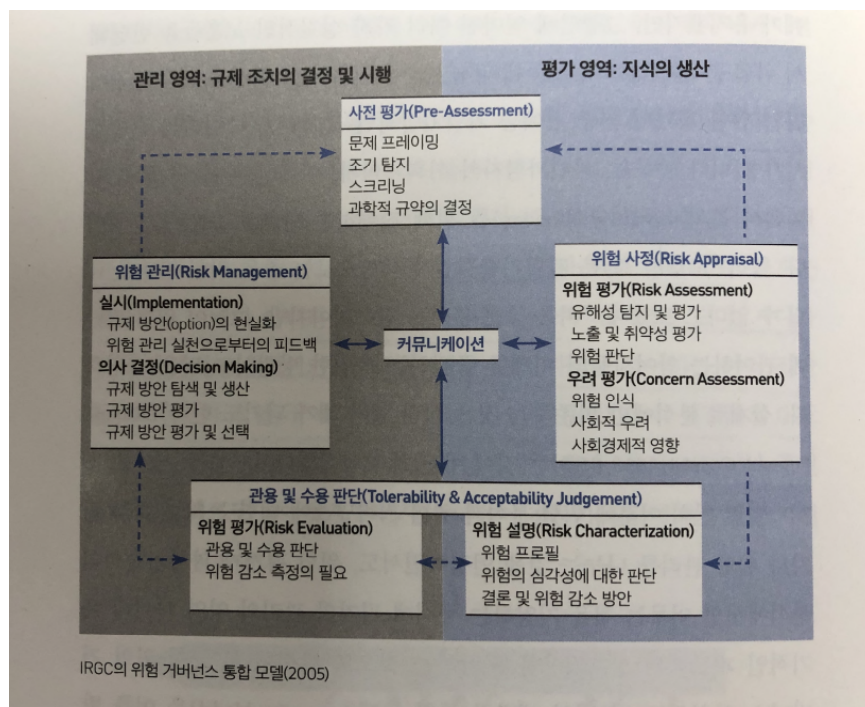 관리 영역: 규제 조치의 결정 및 시행
평가 영역: 지식의 생산
사전 평가(Pre-Assessment)
문제 프레이밍
조기 탐지
스크리닝
과학적 규약의 결정
위험 관리(Risk Management)
실시(Implementation)
규제 방안(option)의 현실화
위험 관리 실천으로부터의 피드백
의사 결정(Decision Making)
규제 방안 탐색 및 생산
규제 방안 평가
규제 방안 평가 및 선택
커뮤니케이션
위험 사정(Risk Appraisal)
위험 평가(Risk Assessment)
유해성 탐지 및 평가
노출 및 취약성 평가
위험 판단
우려 평가(Concern Assessment)
위험 인식
사회적 우려
사회경제적 영향
관용 및 수용 판단(Tolerability & Acceptability Judgement)
위험 평가(Risk Evaluation)
관용 및 수용 판단
위험 감소 측정의 필요
위험 설명(Risk Characterization)
위험 프로필
위험의 심각성에 대한 판단
결론 및 위험 감소 방안
IRGC의 위험 거버넌스 통합 모델(2005)